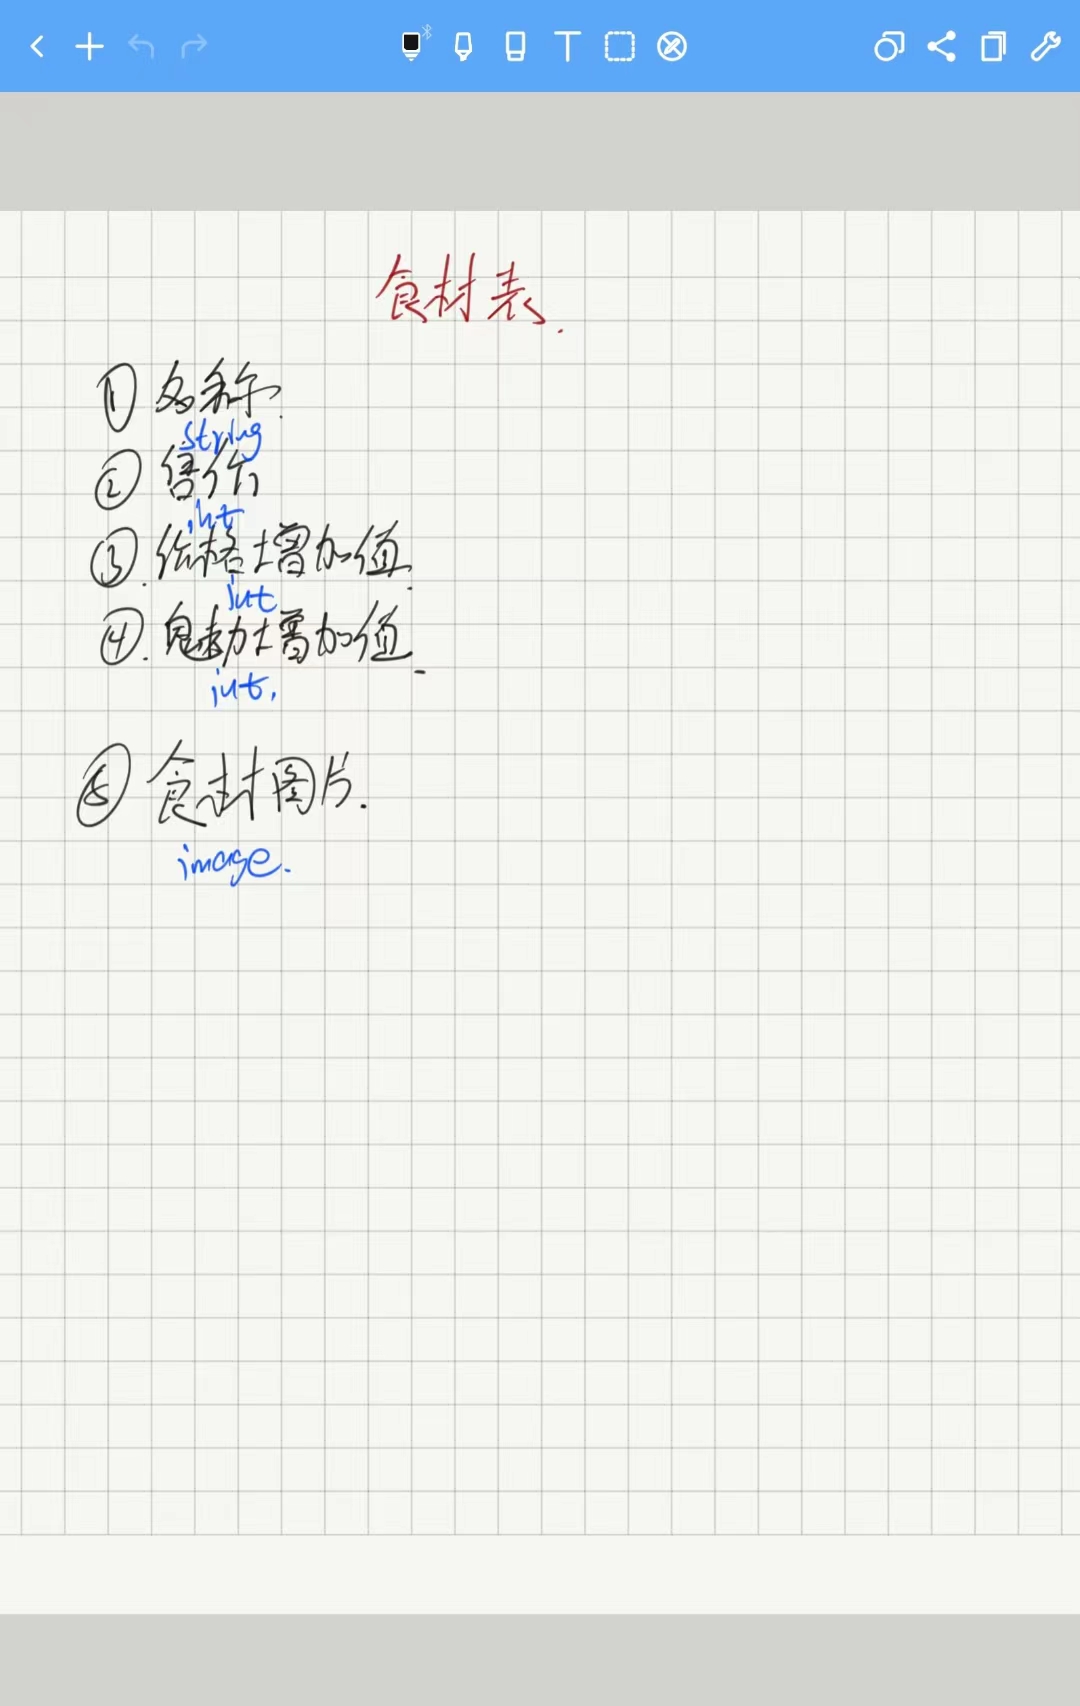 食材表.
① 名称.
string
② 售价
int
③. 价格增加值.
int
④. 魅力增加值.
int.
⑤ 食材图片.
image.